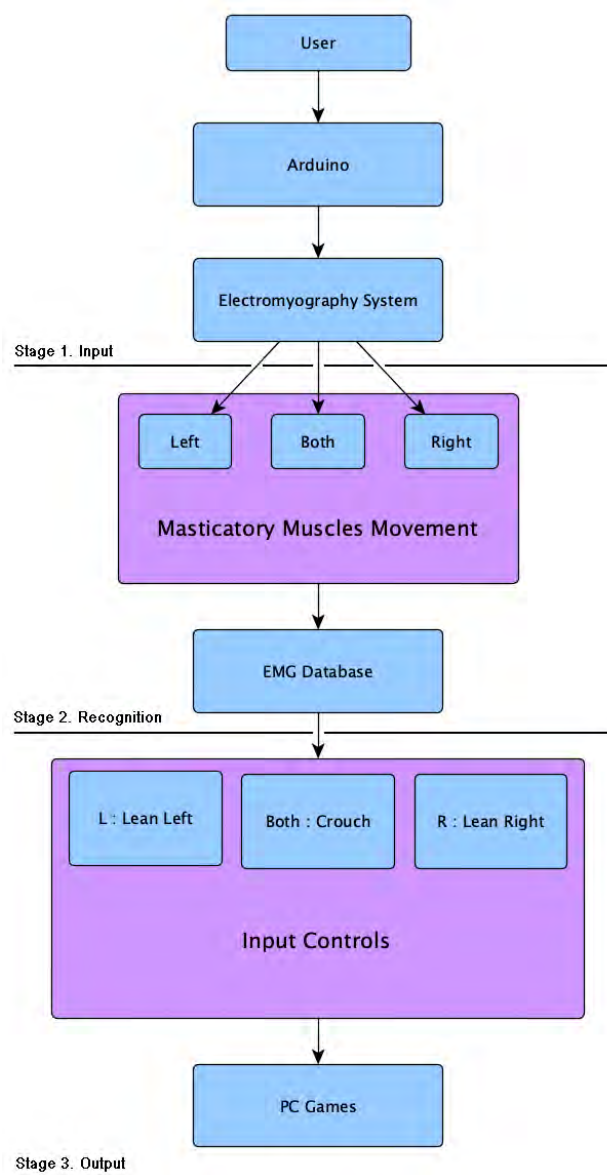 User
Arduino
Electromyography System
Stage 1. Input
Left
Both
Right
Masticatory Muscles Movement
EMG Database
Stage 2. Recognition
L : Lean Left
Both : Crouch
R : Lean Right
Input Controls
PC Games
Stage 3. Output